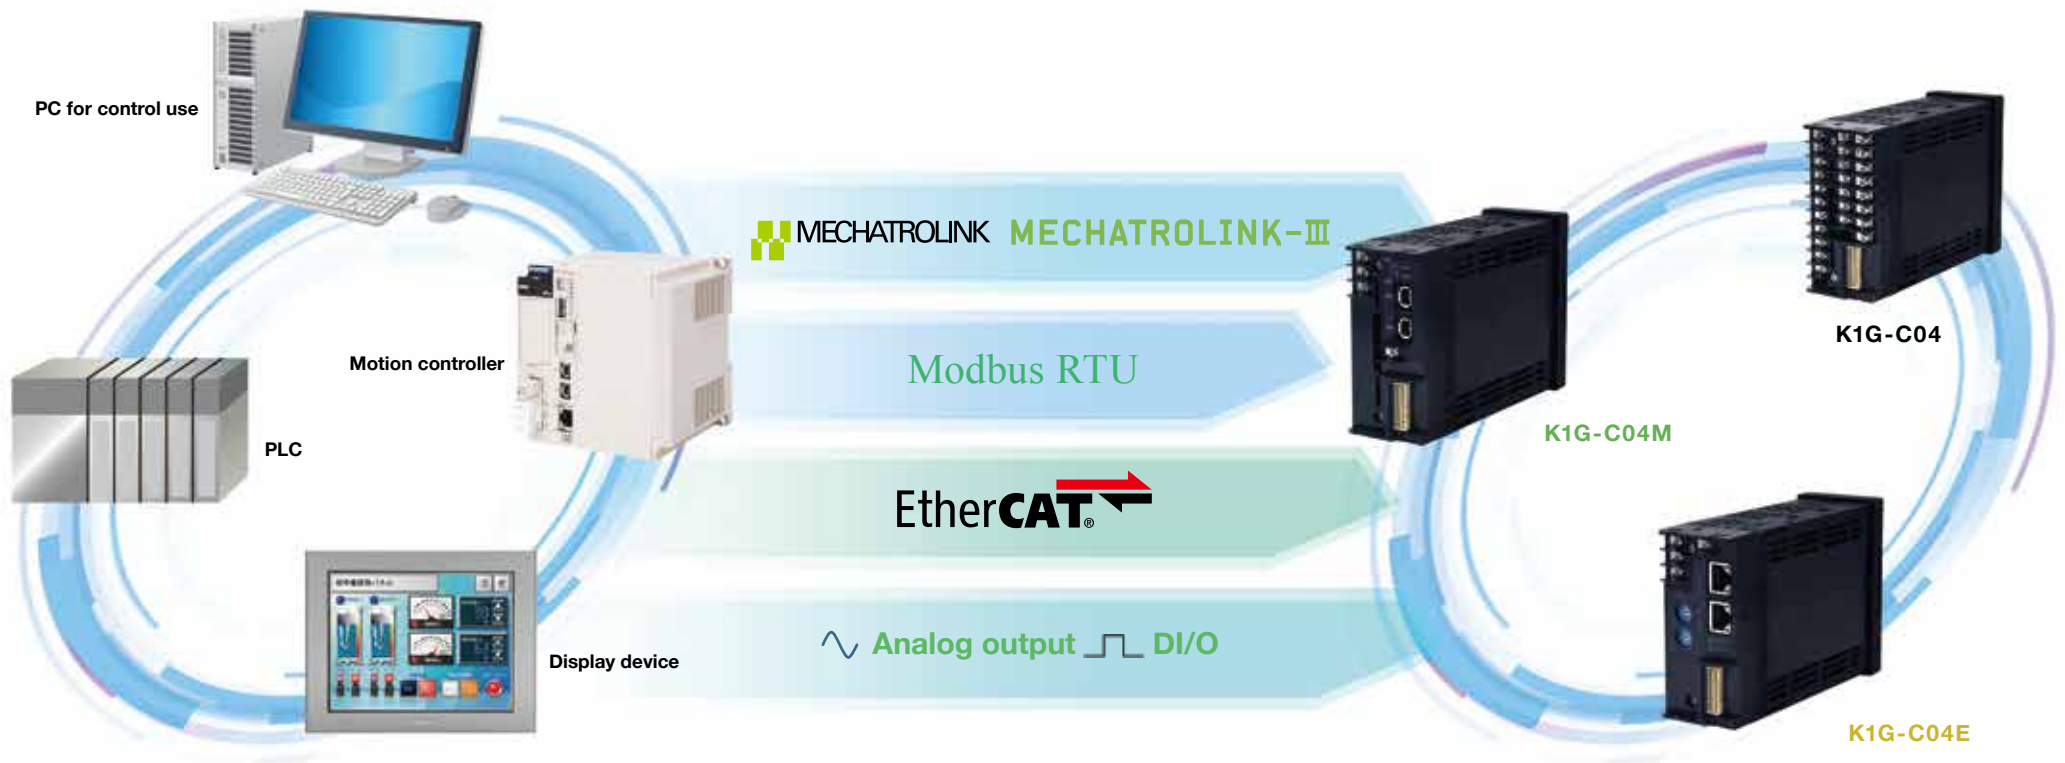 PC for control use
MECHATROLINK MECHATROLINK-III
Motion controller
Modbus RTU
K1G-C04
PLC
K1G-C04M
EtherCAT®
Analog output DI/O
Display device
K1G-C04E